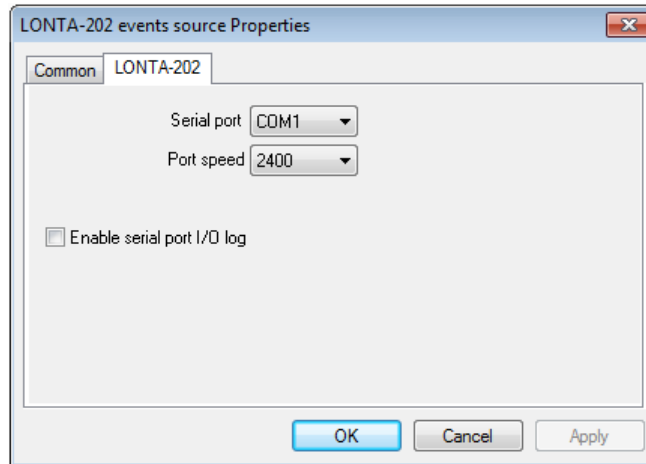 LONTA-202 events source Properties
Common LONTA-202
Serial port COM1
Port speed 2400
Enable serial port I/O log
OK Cancel Apply